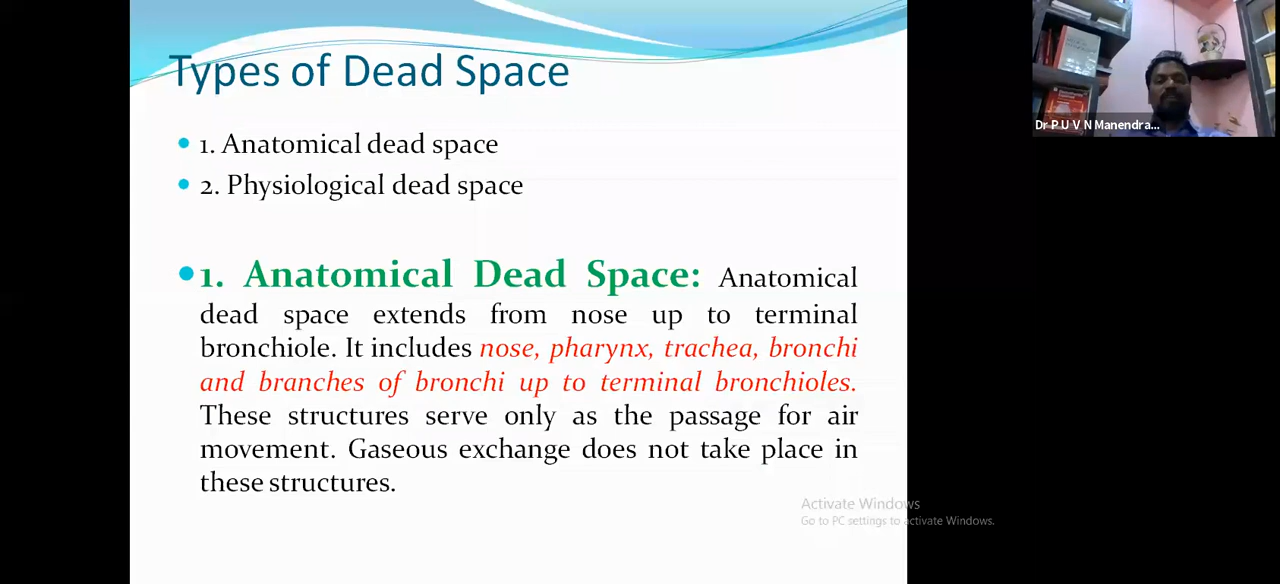 Types of Dead Space
1. Anatomical dead space
2. Physiological dead space
1. Anatomical Dead Space: Anatomical
dead space extends from nose up to terminal
bronchiole. It includes nose, pharynx, trachea, bronchi
and branches of bronchi up to terminal bronchioles.
These structures serve only as the passage for air
movement. Gaseous exchange does not take place in
these structures.
Dr P U V N Manendra...
Activate Windows
Go to PC settings to activate Windows.